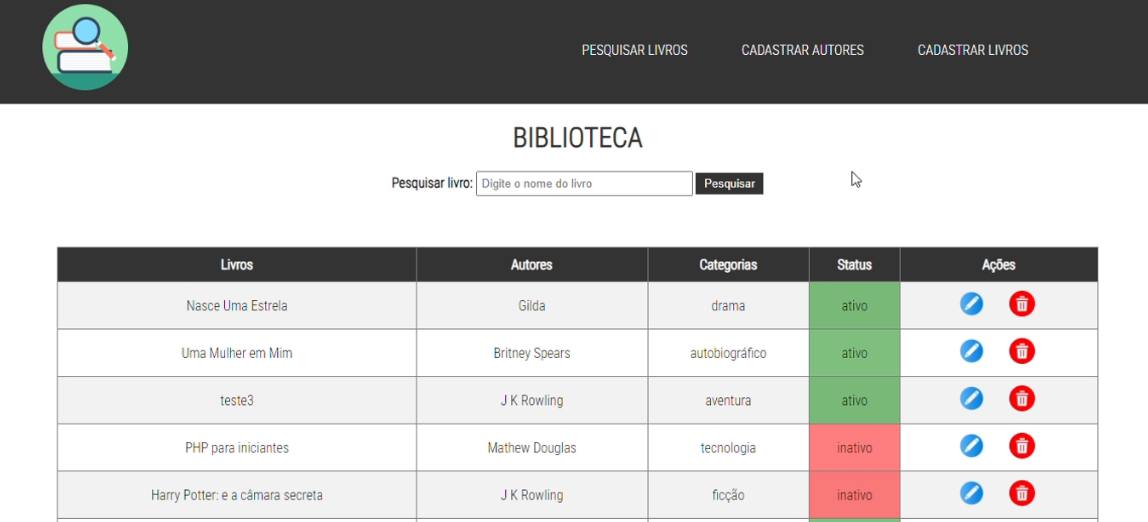 PESQUISAR LIVROS CADASTRAR AUTORES CADASTRAR LIVROS
BIBLIOTECA
Pesquisar livro: Digite o nome do livro Pesquisar
Livros Autores Categorias Status Ações
Nasce Uma Estrela Gilda drama ativo
Uma Mulher em Mim Britney Spears autobiográfico ativo
teste3 J K Rowling aventura ativo
PHP para iniciantes Mathew Douglas tecnologia inativo
Harry Potter: e a câmara secreta J K Rowling ficção inativo